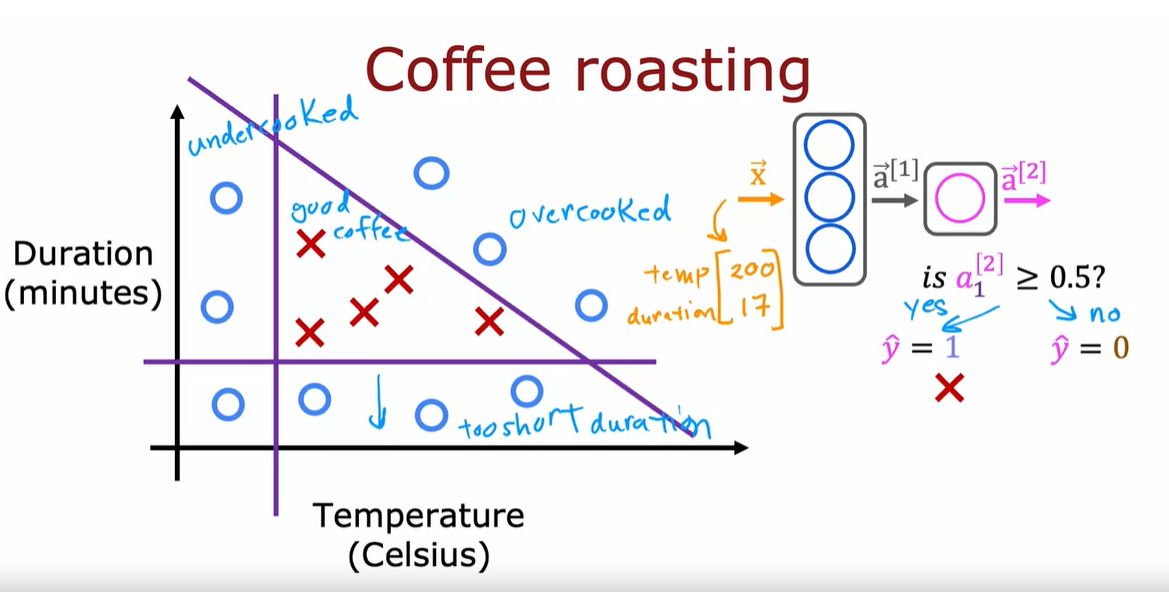 Coffee roasting
undercooked
good
coffee
overcooked
too short duration
Duration
(minutes)
Temperature
(Celsius)
x⃗
temp [200
duration 17]
a⃗[1]
a⃗[2]
is a₁[2] ≥ 0.5?
yes
no
ŷ = 1
ŷ = 0